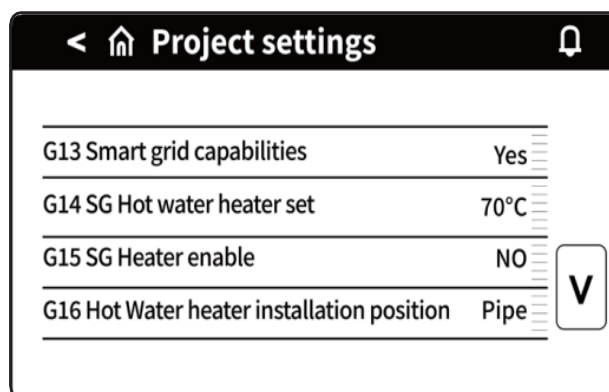 < Project settings
G13 Smart grid capabilities Yes
G14 SG Hot water heater set 70°C
G15 SG Heater enable NO
G16 Hot Water heater installation position Pipe
V